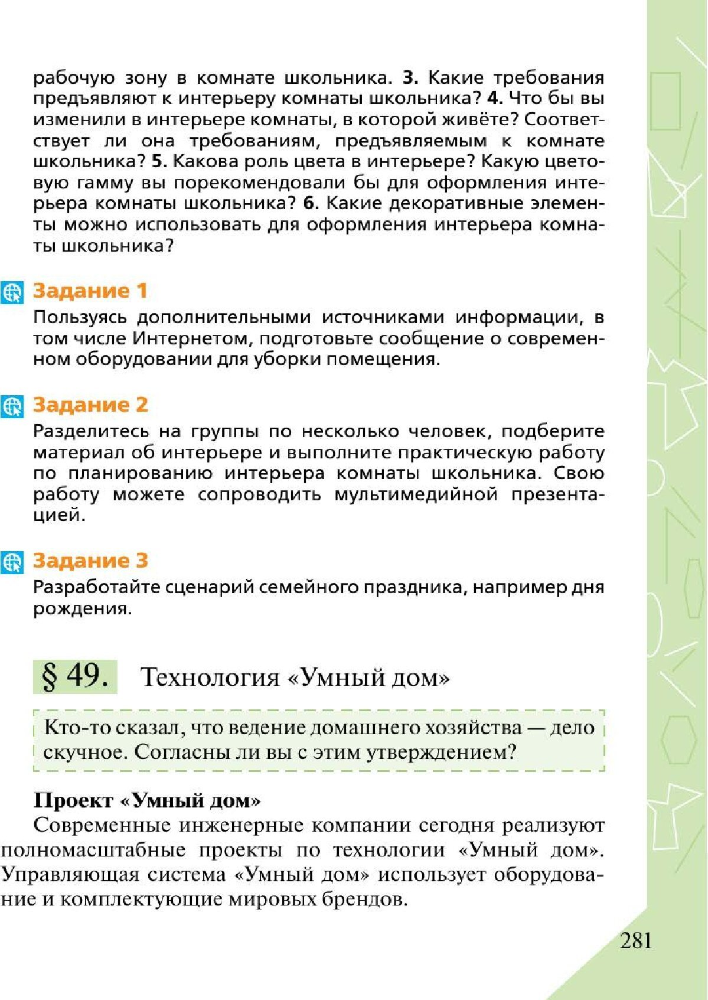 рабочую зону в комнате школьника. 3. Какие требования
предъявляют к интерьеру комнаты школьника? 4. Что бы вы
изменили в интерьере комнаты, в которой живёте? Соответ-
ствует ли она требованиям, предъявляемым к комнате
школьника? 5. Какова роль цвета в интерьере? Какую цвето-
вую гамму вы порекомендовали бы для оформления инте-
рьера комнаты школьника? 6. Какие декоративные элемен-
ты можно использовать для оформления интерьера комна-
ты школьника?
Задание 1
Пользуясь дополнительными источниками информации, в
том числе Интернетом, подготовьте сообщение о современ-
ном оборудовании для уборки помещения.
Задание 2
Разделитесь на группы по несколько человек, подберите
материал об интерьере и выполните практическую работу
по планированию интерьера комнаты школьника. Свою
работу можете сопроводить мультимедийной презента-
цией.
Задание 3
Разработайте сценарий семейного праздника, например дня
рождения.
§ 49. Технология «Умный дом»
Кто-то сказал, что ведение домашнего хозяйства — дело
скучное. Согласны ли вы с этим утверждением?
Проект «Умный дом»
Современные инженерные компании сегодня реализуют
полномасштабные проекты по технологии «Умный дом».
Управляющая система «Умный дом» использует оборудова-
ние и комплектующие мировых брендов.
281